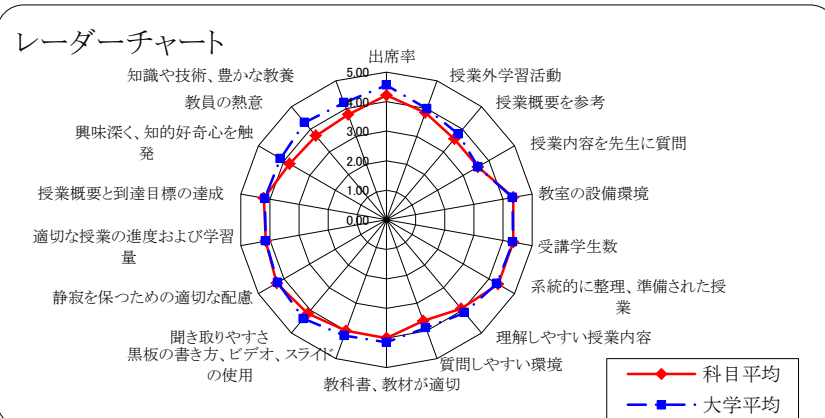 レーダーチャート
出席率
授業外学習活動
授業概要を参考
授業内容を先生に質問
教室の設備環境
受講学生数
系統的に整理、準備された授
業
理解しやすい授業内容
質問しやすい環境
教科書、教材が適切
黒板の書き方、ビデオ、スライド
の使用
聞き取りやすさ
静寂を保つための適切な配慮
適切な授業の進度および学習
量
授業概要と到達目標の達成
興味深く、知的好奇心を触
発
教員の熱意
知識や技術、豊かな教養
5.00
4.00
3.00
2.00
1.00
0.00
科目平均
大学平均